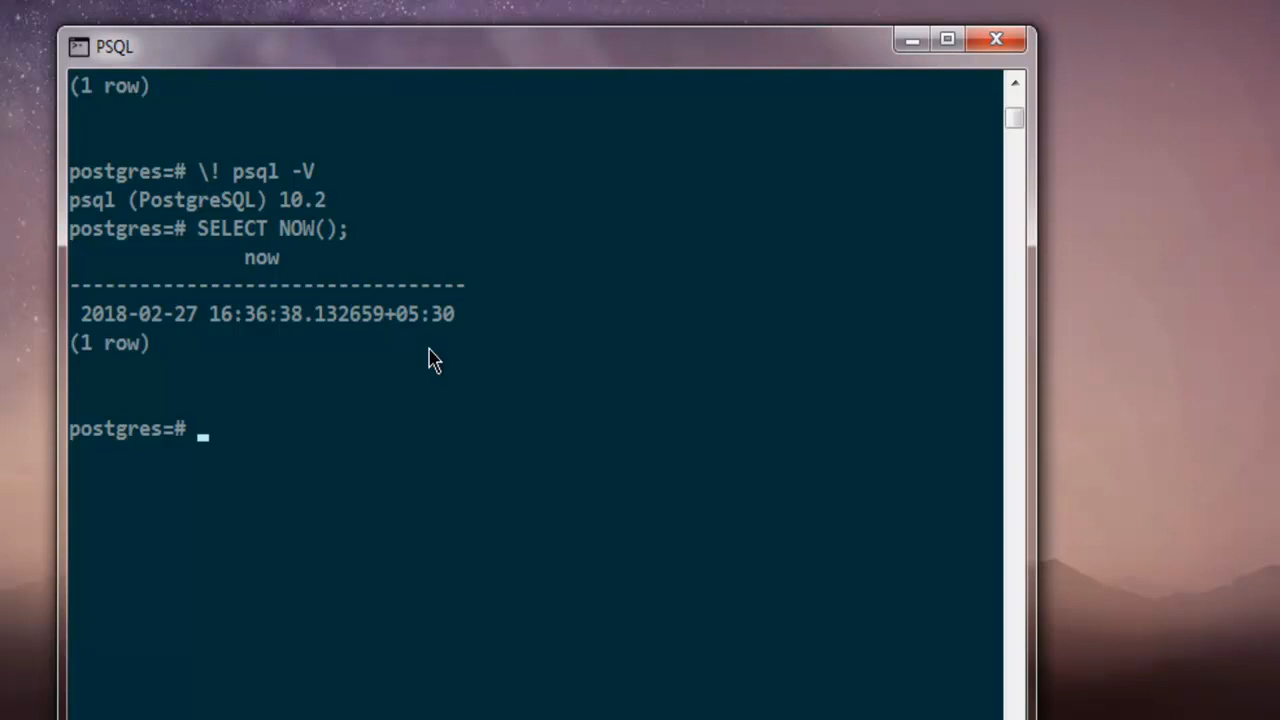 PSQL
(1 row)
postgres=# \! psql -V
psql (PostgreSQL) 10.2
postgres=# SELECT NOW();
now
----------------------------------
2018-02-27 16:36:38.132659+05:30
(1 row)
postgres=#